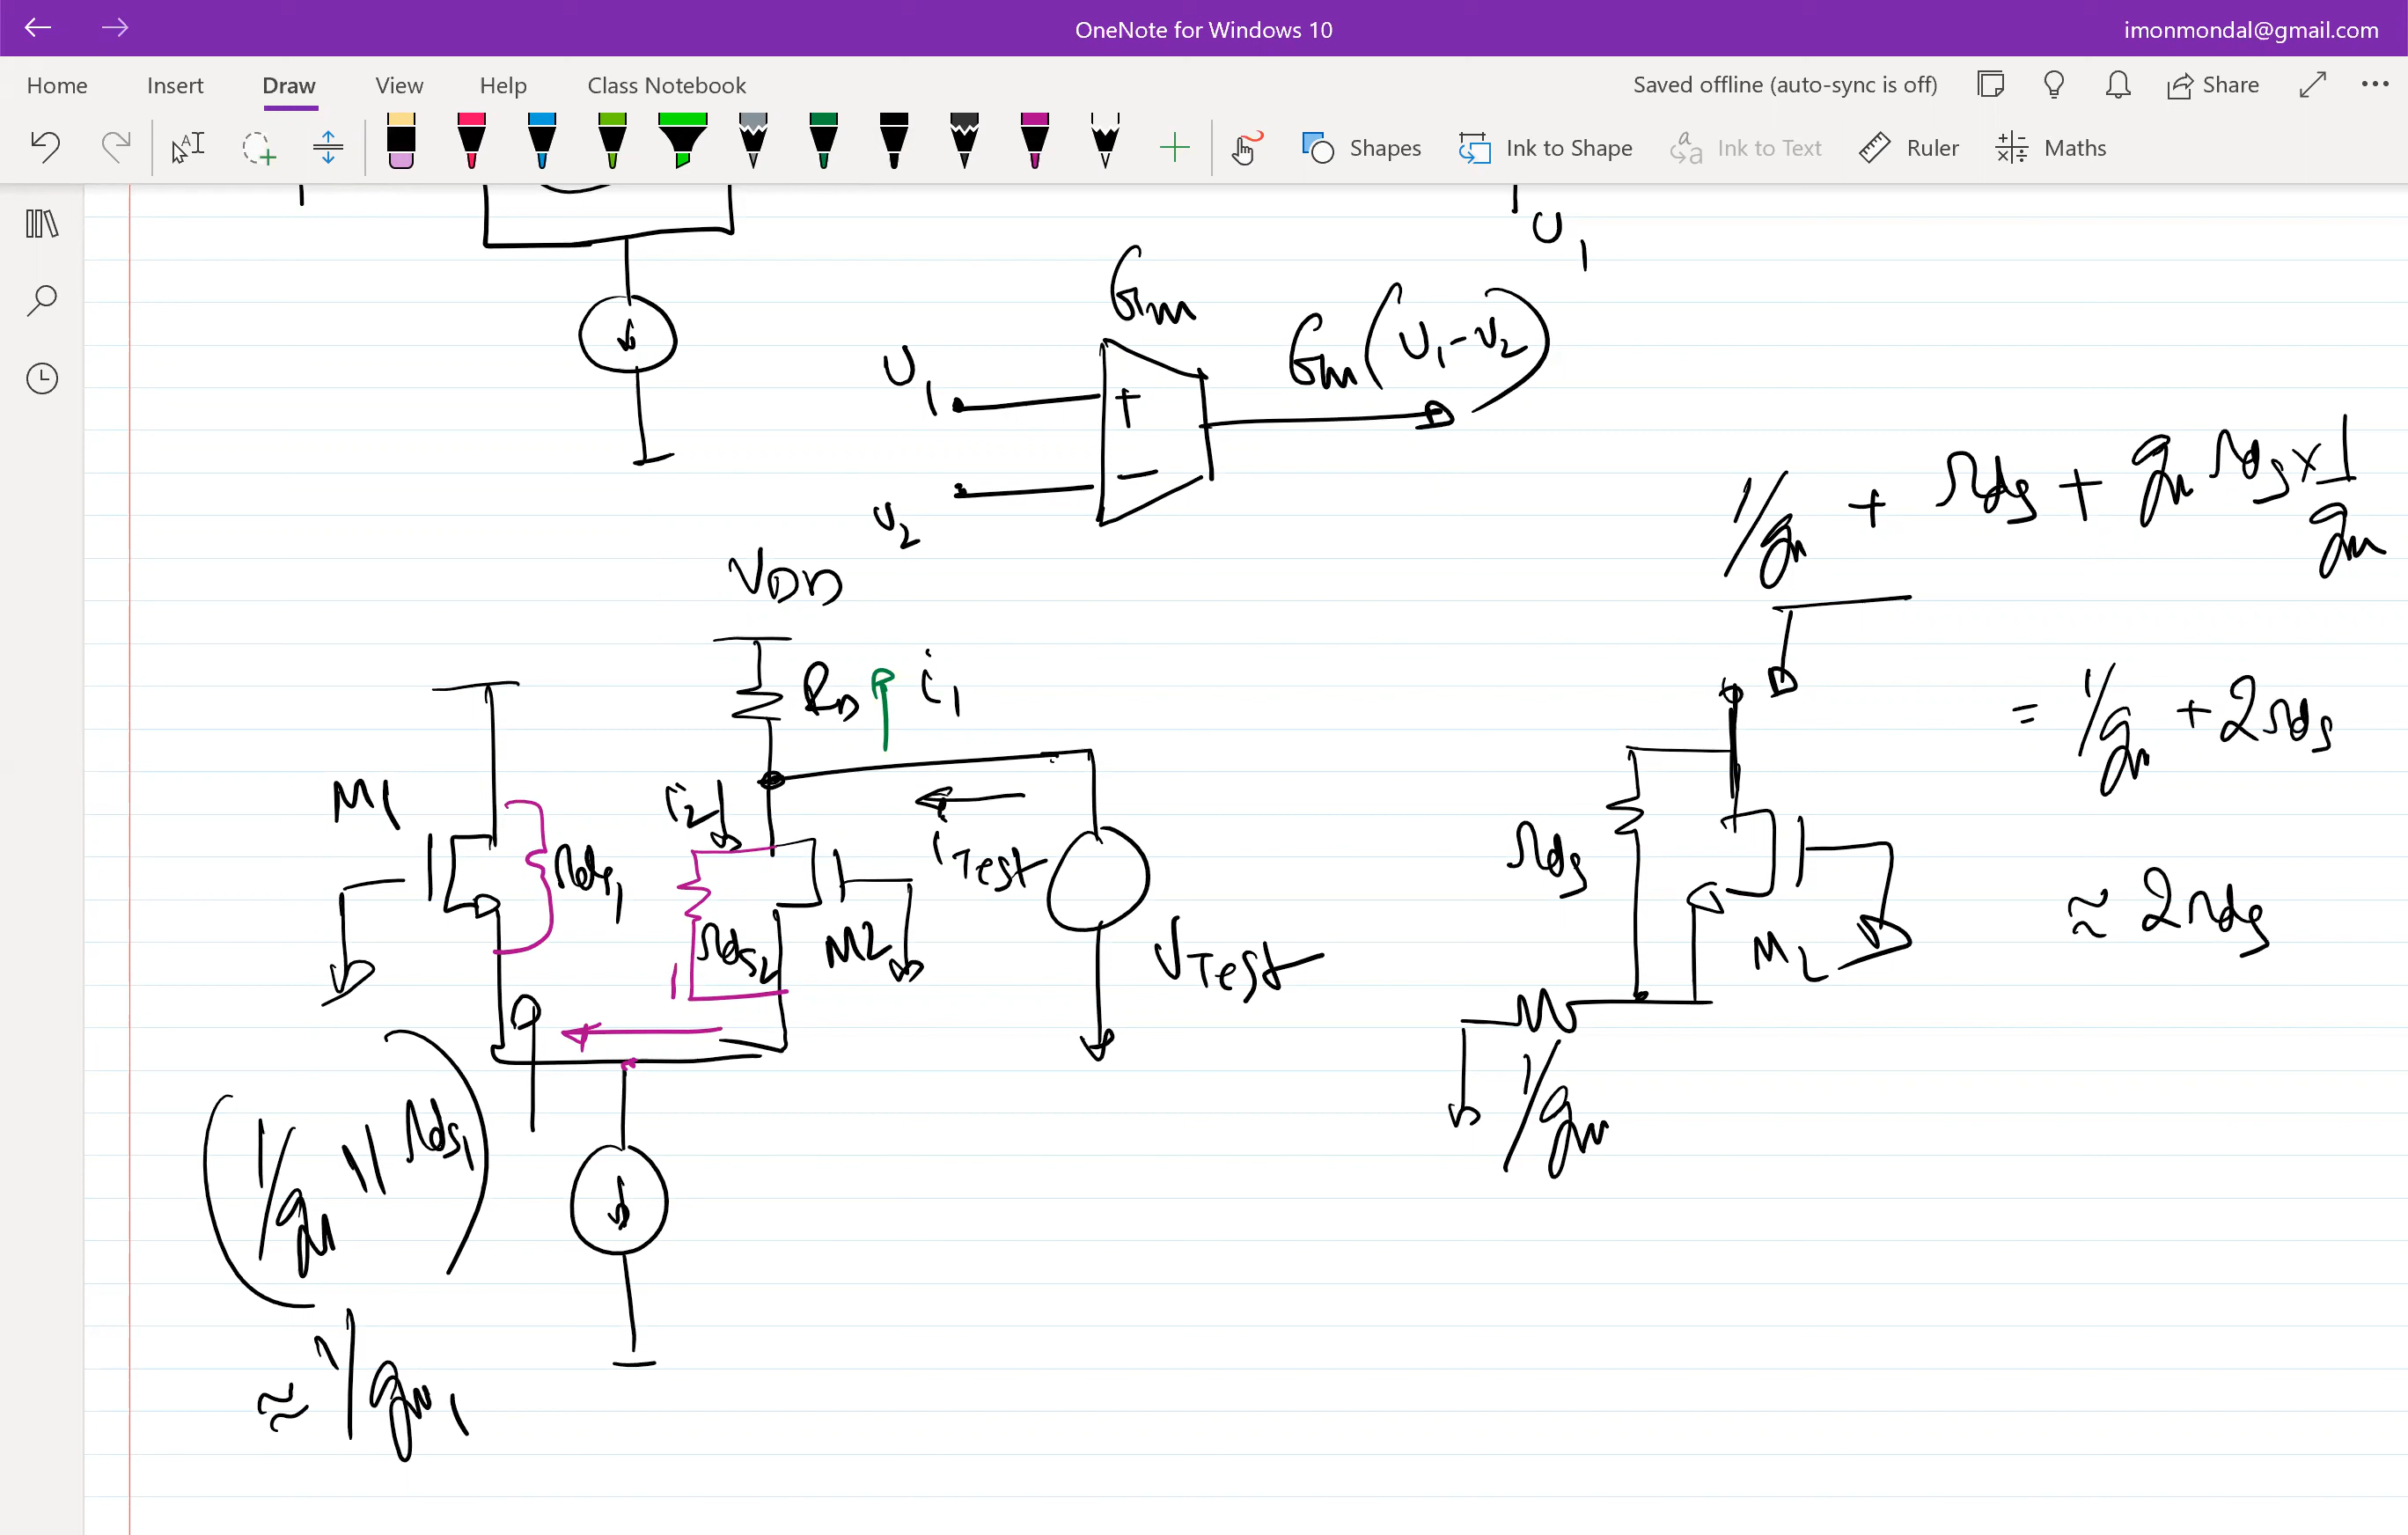 OneNote for Windows 10
imonmondal@gmail.com
Home Insert Draw View Help Class Notebook
Saved offline (auto-sync is off) Share
Shapes Ink to Shape Ink to Text Ruler Maths
v1
Gm
v1 + Gm(v1-v2)
v2 -
1/gm + rds + gm rds × 1/gm
VDD
RD i1
= 1/gm + 2rds
M1 i2
rds1 iTest rds
≈ 2rds
rds2 M2 VTest M2
(1/gm || rds1) 1/gm
≈ 1/gm1